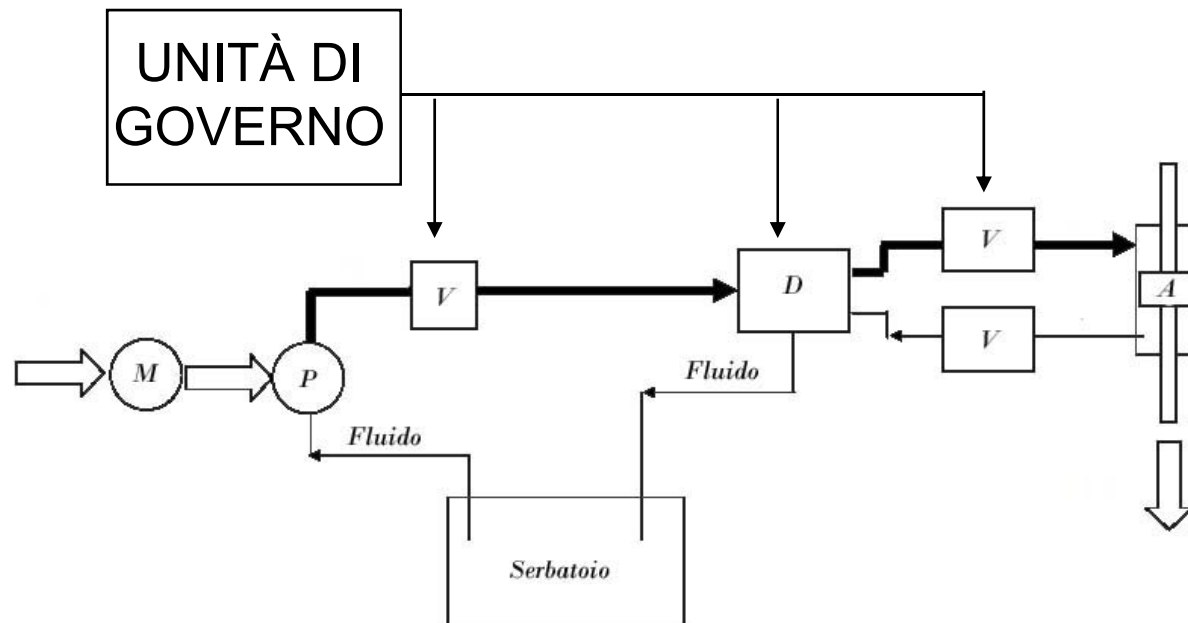 UNITÀ DI
GOVERNO
V
A
V
D
V
M
P
Fluido
Fluido
Serbatoio